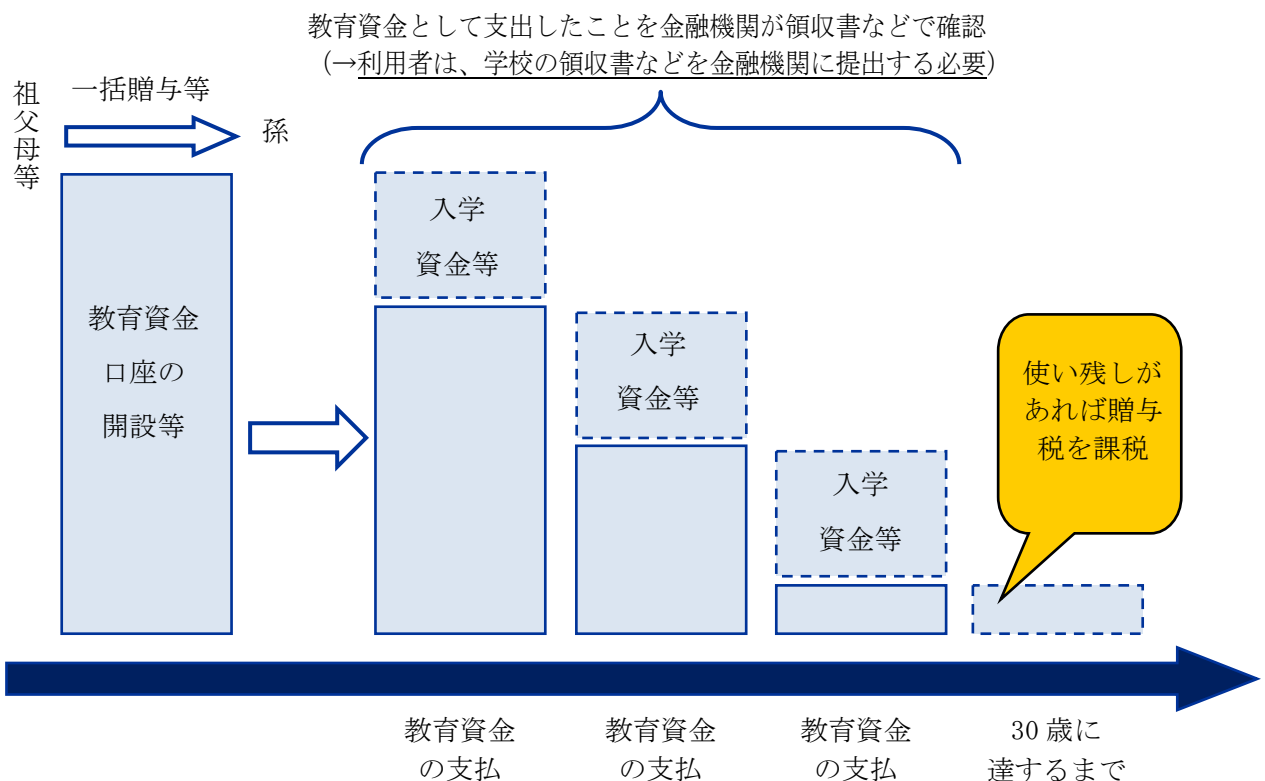 教育資金として支出したことを金融機関が領収書などで確認
(→利用者は、学校の領収書などを金融機関に提出する必要)
祖父母等
一括贈与等
孫
教育資金
口座の
開設等
入学
資金等
入学
資金等
入学
資金等
使い残しが
あれば贈与
税を課税
教育資金
の支払
教育資金
の支払
教育資金
の支払
30 歳に
達するまで